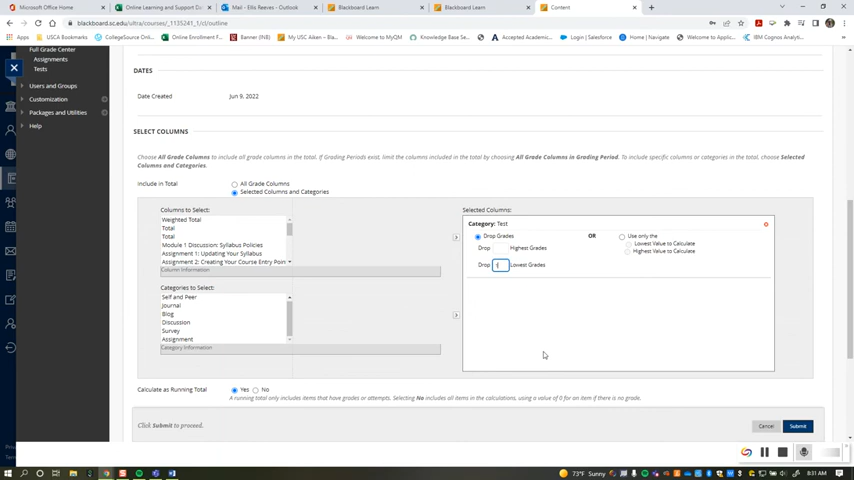 Microsoft Office Home
Online Learning and Support Do
Mail - Ellis Reeves - Outlook
Blackboard Learn
Blackboard Learn
Content
blackboard.sc.edu/ultra/courses/_1135241_1/cl/outline
Apps
USCA Bookmarks
CollegeSource Onlin
Online Enrollment F
Banner (INB)
My USC Aiken – Bla
Welcome to MyQM
Knowledge Base Se
Accepted Academic
Login | Salesforce
Home | Navigate
Welcome to Applic
IBM Cognos Analyti
Full Grade Center
Assignments
Tests
Users and Groups
Customization
Packages and Utilities
Help
DATES
Date Created
Jun 9, 2022
SELECT COLUMNS
Choose All Grade Columns to include all grade columns in the total. If Grading Periods exist, limit the columns included in the total by choosing All Grade Columns in Grading Period. To include specific columns or categories in the total, choose Selected
Columns and Categories.
Include in Total
All Grade Columns
Selected Columns and Categories
Columns to Select:
Weighted Total
Total
Total
Module 1 Discussion: Syllabus Policies
Assignment 1: Updating Your Syllabus
Assignment 2: Creating Your Course Entry Poin
Column Information
Categories to Select:
Self and Peer
Journal
Blog
Discussion
Survey
Assignment
Category Information
Selected Columns:
Category: Test
Drop Grades
OR
Use only the
Drop
Highest Grades
Lowest Value to Calculate
Highest Value to Calculate
Drop
Lowest Grades
Calculate as Running Total
Yes
No
A running total only includes items that have grades or attempts. Selecting No includes all items in the calculations, using a value of 0 for an item if there is no grade.
Click Submit to proceed.
Cancel
Submit
73°F Sunny
8:31 AM